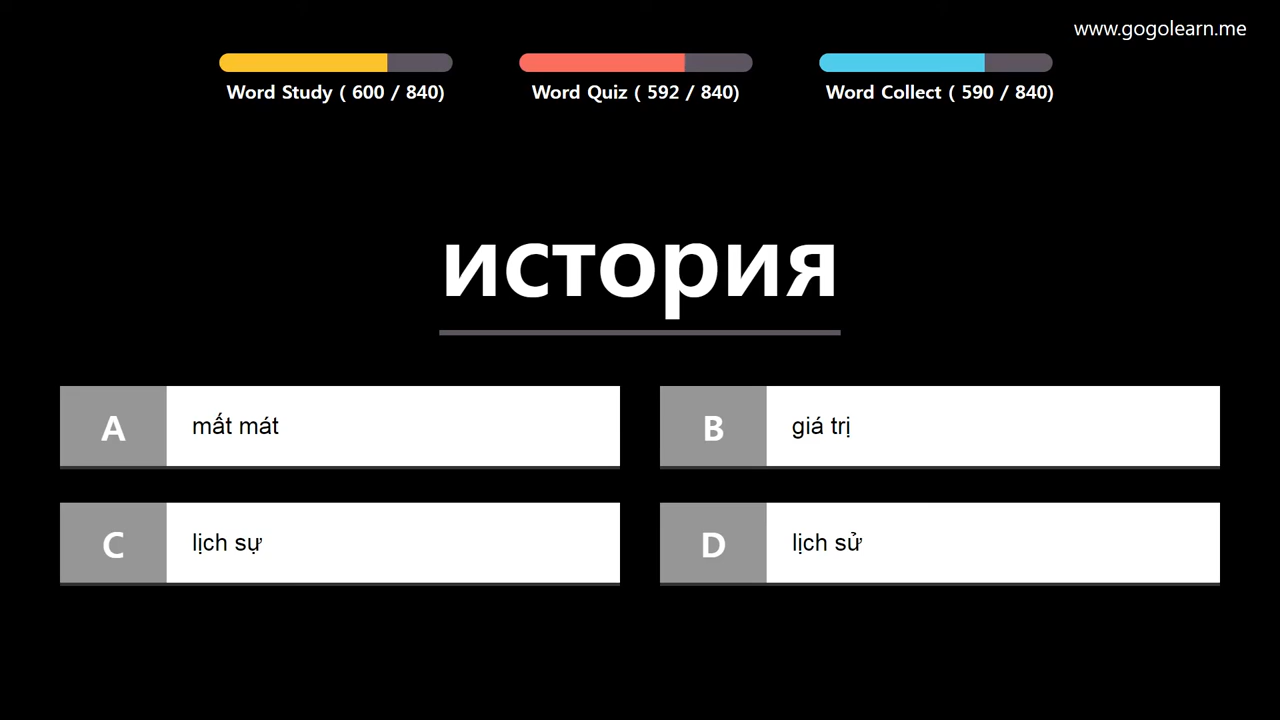 www.gogolearn.me
Word Study ( 600 / 840)
Word Quiz ( 592 / 840)
Word Collect ( 590 / 840)
история
A
mất mát
B
giá trị
C
lịch sự
D
lịch sử